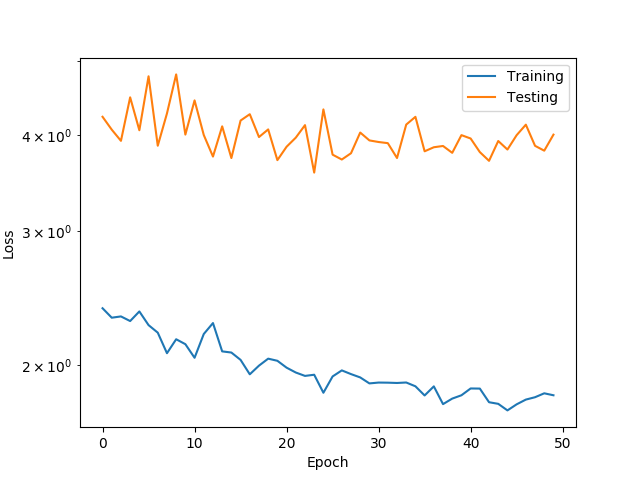 Training
Testing
4 × 10⁰
3 × 10⁰
2 × 10⁰
Loss
0 10 20 30 40 50
Epoch